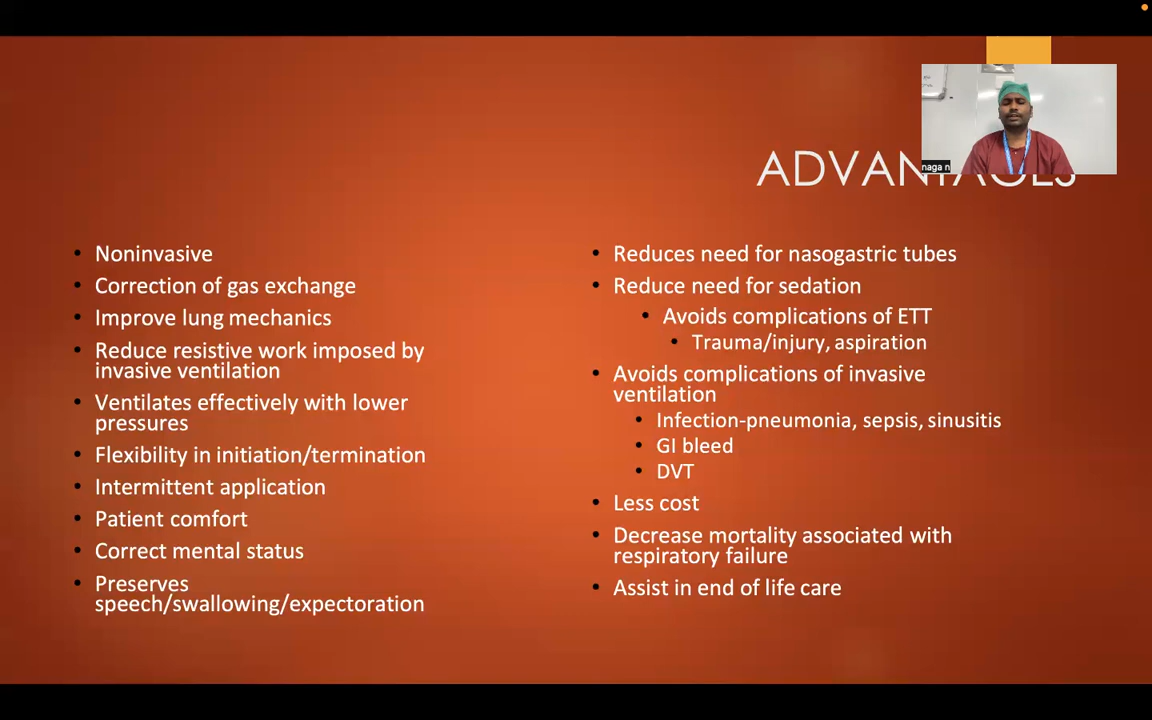 naga n
Noninvasive
Correction of gas exchange
Improve lung mechanics
Reduce resistive work imposed by
invasive ventilation
Ventilates effectively with lower
pressures
Flexibility in initiation/termination
Intermittent application
Patient comfort
Correct mental status
Preserves
speech/swallowing/expectoration
Reduces need for nasogastric tubes
Reduce need for sedation
Avoids complications of ETT
Trauma/injury, aspiration
Avoids complications of invasive
ventilation
Infection-pneumonia, sepsis, sinusitis
GI bleed
DVT
Less cost
Decrease mortality associated with
respiratory failure
Assist in end of life care